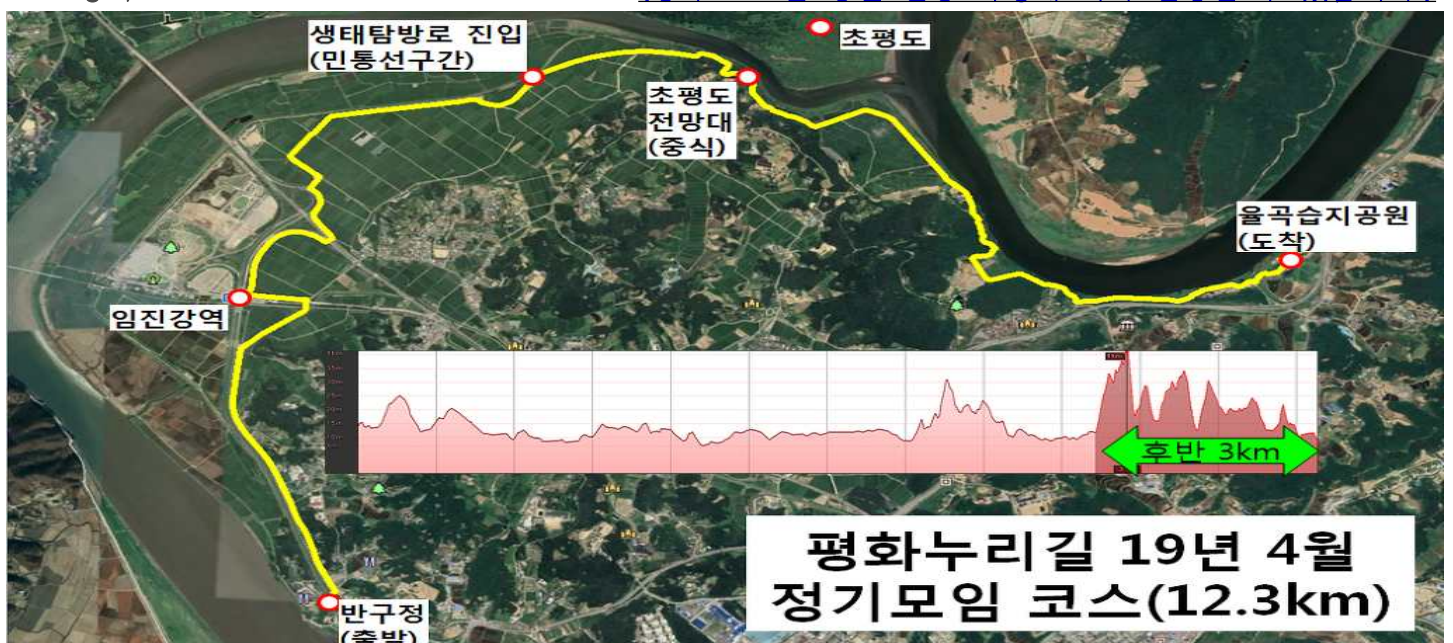 생태탐방로 진입
(민통선구간)
초평도
초평도
전망대
(중식)
율곡습지공원
(도착)
임진강역
후반 3km
평화누리길 19년 4월
정기모임 코스(12.3km)
반구정
(출발)